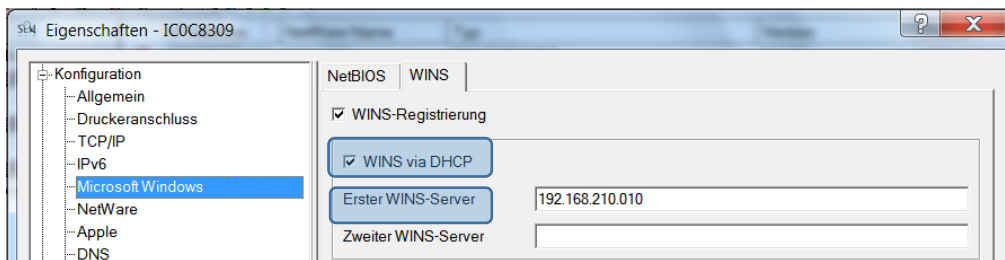 SEH Eigenschaften - IC0C8309
Konfiguration
Allgemein
Druckeranschluss
TCP/IP
IPv6
Microsoft Windows
NetWare
Apple
DNS
NetBIOS WINS
WINS-Registrierung
WINS via DHCP
Erster WINS-Server 192.168.210.010
Zweiter WINS-Server